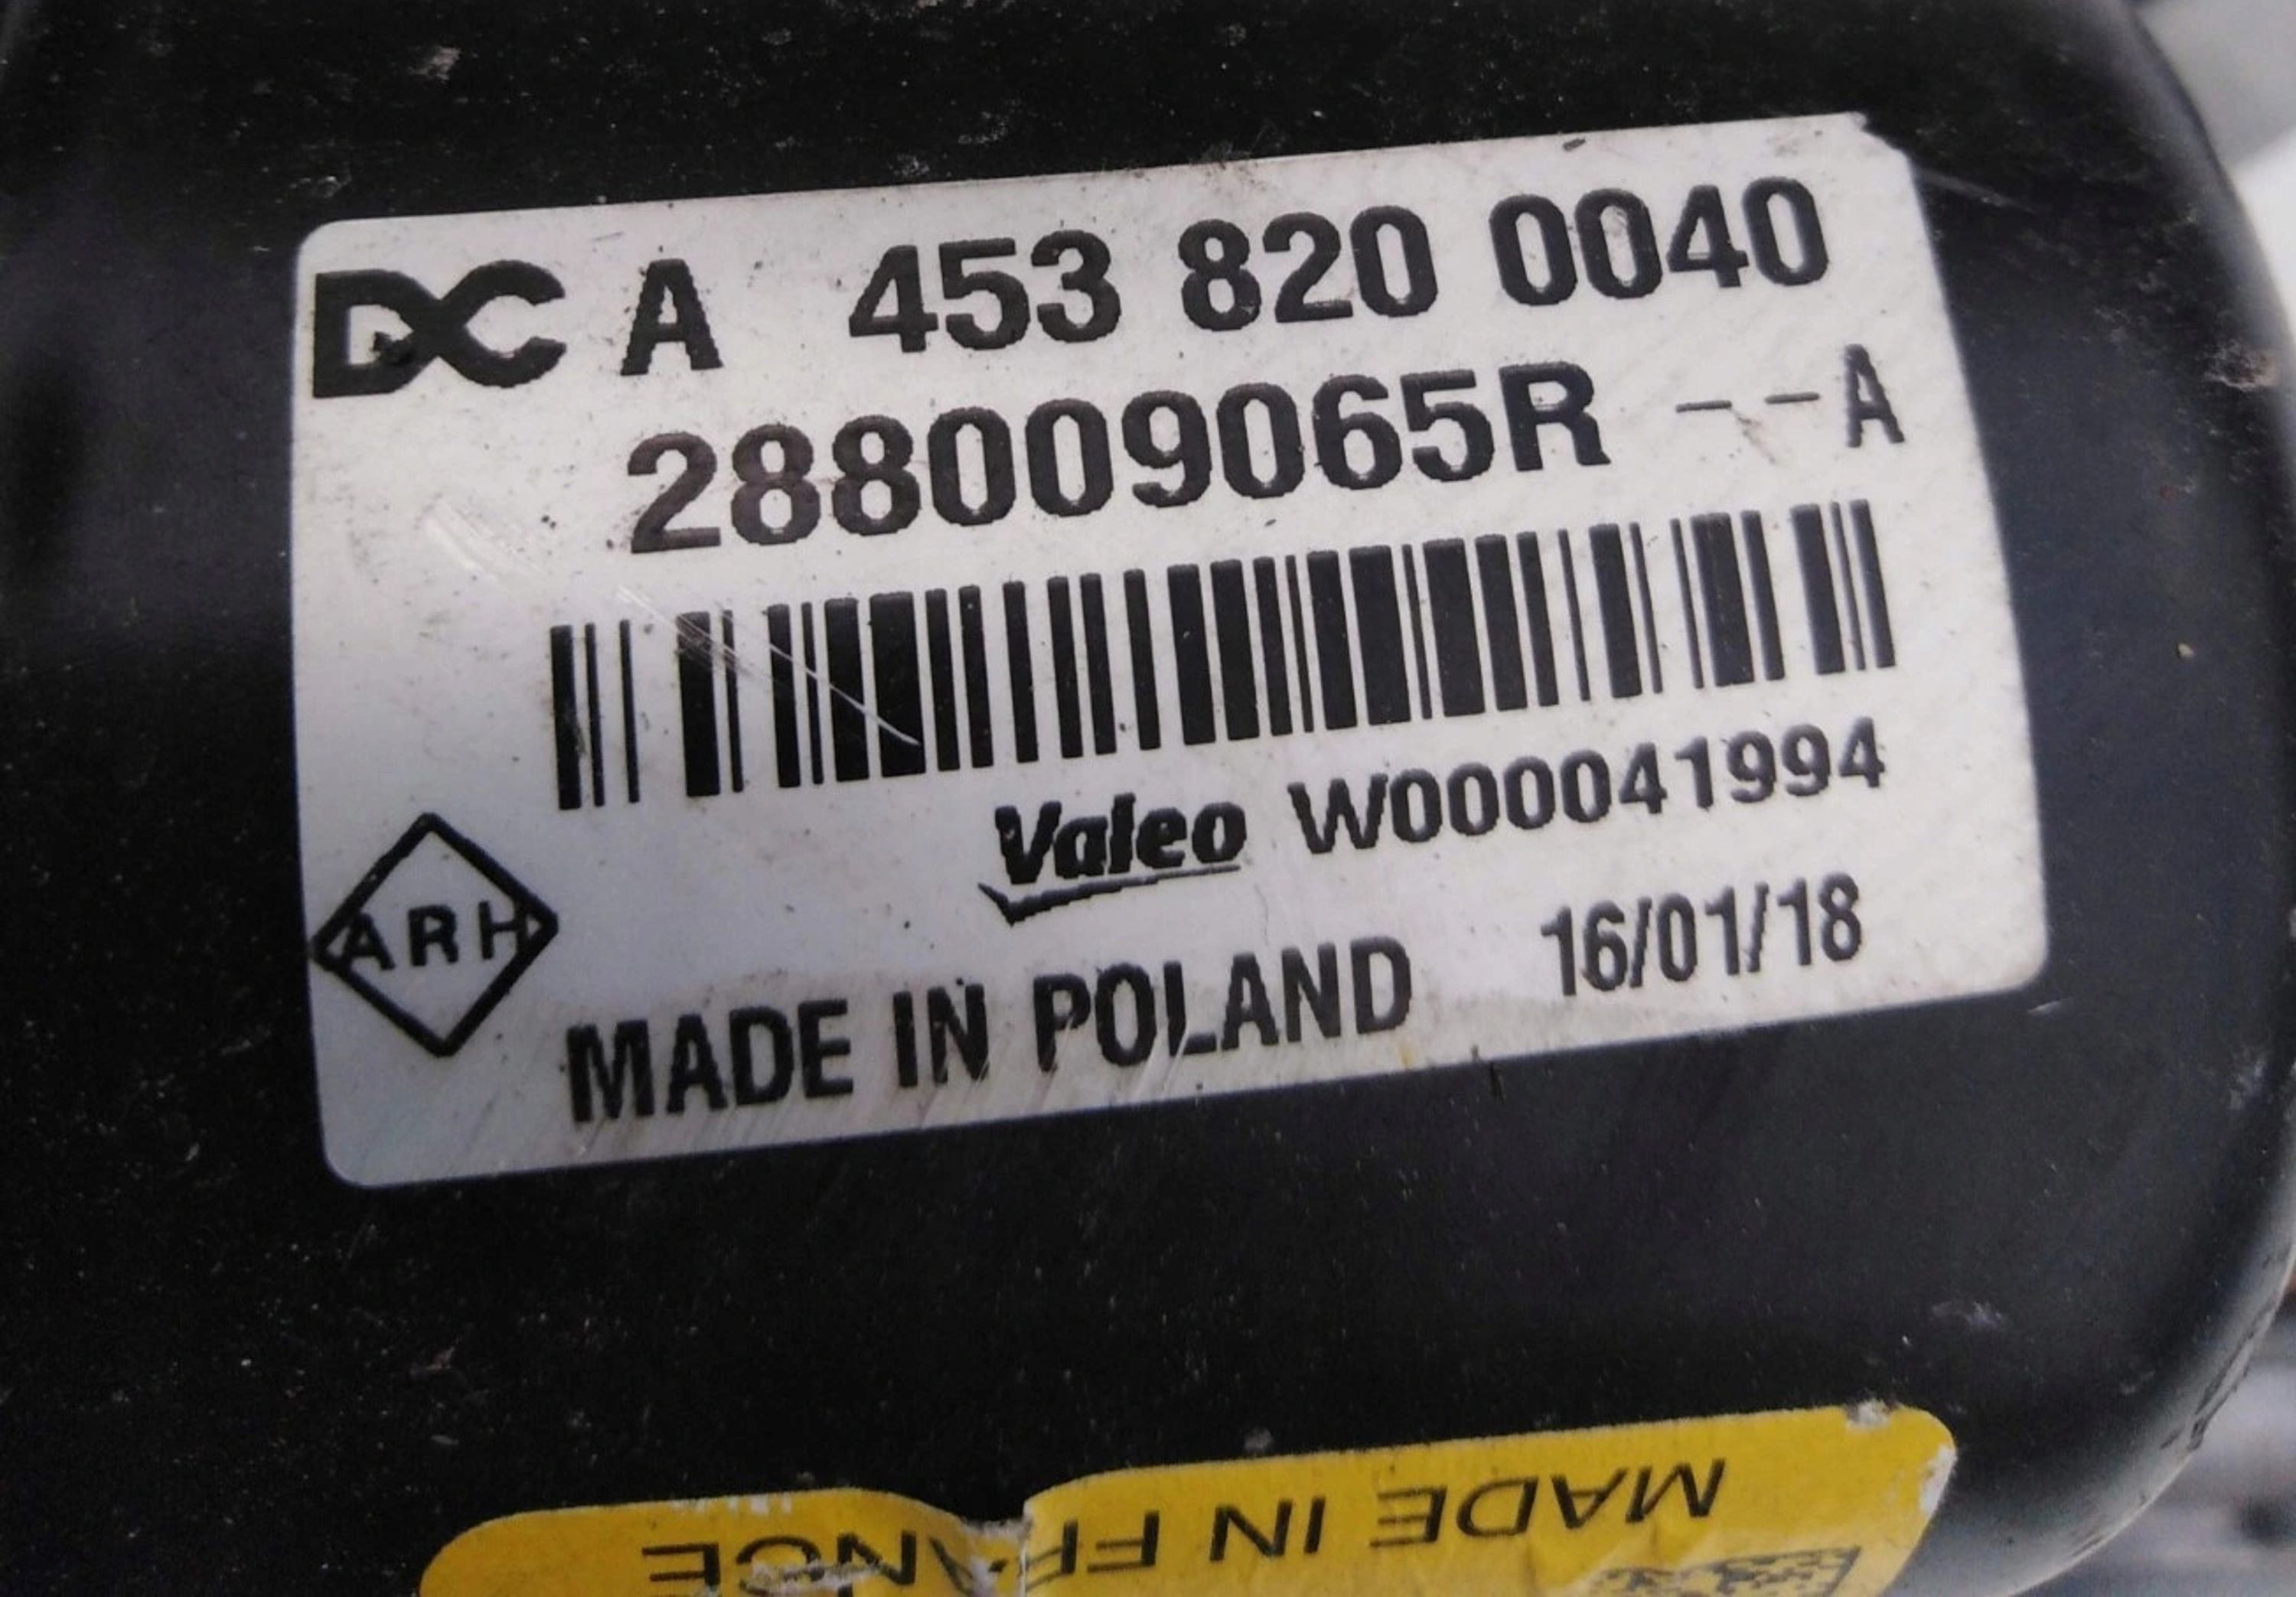 DC A 453 820 0040
288009065R --A
Valeo W000041994
ARH
MADE IN POLAND 16/01/18
MADE IN FRANCE